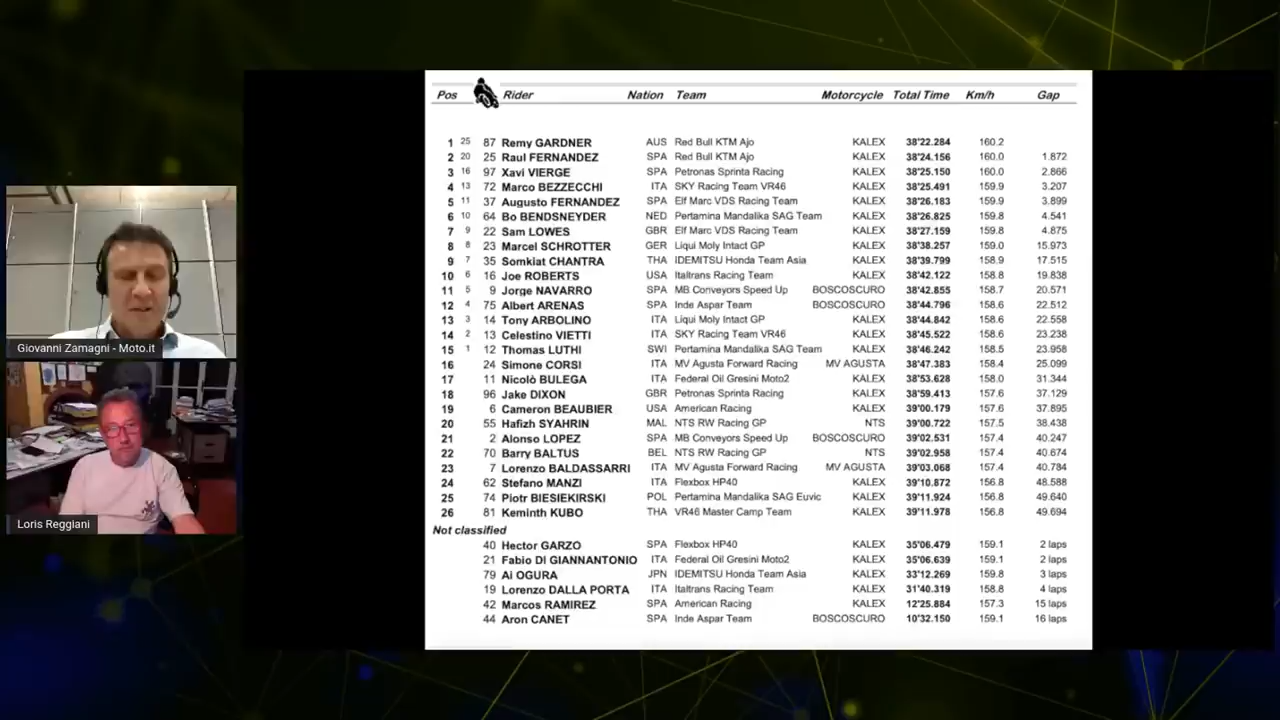 Pos Rider Nation Team Motorcycle Total Time Km/h Gap
1 25 87 Remy GARDNER AUS Red Bull KTM Ajo KALEX 38'22.284 160.2
2 20 25 Raul FERNANDEZ SPA Red Bull KTM Ajo KALEX 38'24.156 160.0 1.872
3 16 97 Xavi VIERGE SPA Petronas Sprinta Racing KALEX 38'25.150 160.0 2.866
4 13 72 Marco BEZZECCHI ITA SKY Racing Team VR46 KALEX 38'25.491 159.9 3.207
5 11 37 Augusto FERNANDEZ SPA Elf Marc VDS Racing Team KALEX 38'26.183 159.9 3.899
6 10 64 Bo BENDSNEYDER NED Pertamina Mandalika SAG Team KALEX 38'26.825 159.8 4.541
7 9 22 Sam LOWES GBR Elf Marc VDS Racing Team KALEX 38'27.159 159.8 4.875
8 8 23 Marcel SCHROTTER GER Liqui Moly Intact GP KALEX 38'38.257 159.0 15.973
9 7 35 Somkiat CHANTRA THA IDEMITSU Honda Team Asia KALEX 38'39.799 158.9 17.515
10 6 16 Joe ROBERTS USA Italtrans Racing Team KALEX 38'42.122 158.8 19.838
11 5 9 Jorge NAVARRO SPA MB Conveyors Speed Up BOSCOSCURO 38'42.855 158.7 20.571
12 4 75 Albert ARENAS SPA Inde Aspar Team BOSCOSCURO 38'44.796 158.6 22.512
13 3 14 Tony ARBOLINO ITA Liqui Moly Intact GP KALEX 38'44.842 158.6 22.558
14 2 13 Celestino VIETTI ITA SKY Racing Team VR46 KALEX 38'45.522 158.6 23.238
15 1 12 Thomas LUTHI SWI Pertamina Mandalika SAG Team KALEX 38'46.242 158.5 23.958
16 24 Simone CORSI ITA MV Agusta Forward Racing MV AGUSTA 38'47.383 158.4 25.099
17 11 Nicolò BULEGA ITA Federal Oil Gresini Moto2 KALEX 38'53.628 158.0 31.344
18 96 Jake DIXON GBR Petronas Sprinta Racing KALEX 38'59.413 157.6 37.129
19 6 Cameron BEAUBIER USA American Racing KALEX 39'00.179 157.6 37.895
20 55 Hafizh SYAHRIN MAL NTS RW Racing GP NTS 39'00.722 157.5 38.438
21 2 Alonso LOPEZ SPA MB Conveyors Speed Up BOSCOSCURO 39'02.531 157.4 40.247
22 70 Barry BALTUS BEL NTS RW Racing GP NTS 39'02.958 157.4 40.674
23 7 Lorenzo BALDASSARRI ITA MV Agusta Forward Racing MV AGUSTA 39'03.068 157.4 40.784
24 62 Stefano MANZI ITA Flexbox HP40 KALEX 39'10.872 156.8 48.588
25 74 Piotr BIESIEKIRSKI POL Pertamina Mandalika SAG Euvic KALEX 39'11.924 156.8 49.640
26 81 Keminth KUBO THA VR46 Master Camp Team KALEX 39'11.978 156.8 49.694
Not classified
40 Hector GARZO SPA Flexbox HP40 KALEX 35'06.479 159.1 2 laps
21 Fabio DI GIANNANTONIO ITA Federal Oil Gresini Moto2 KALEX 35'06.639 159.1 2 laps
79 Ai OGURA JPN IDEMITSU Honda Team Asia KALEX 33'12.269 159.8 3 laps
19 Lorenzo DALLA PORTA ITA Italtrans Racing Team KALEX 31'40.319 158.8 4 laps
42 Marcos RAMIREZ SPA American Racing KALEX 12'25.884 157.3 15 laps
44 Aron CANET SPA Inde Aspar Team BOSCOSCURO 10'32.150 159.1 16 laps
Giovanni Zamagni - Moto.it
Loris Reggiani